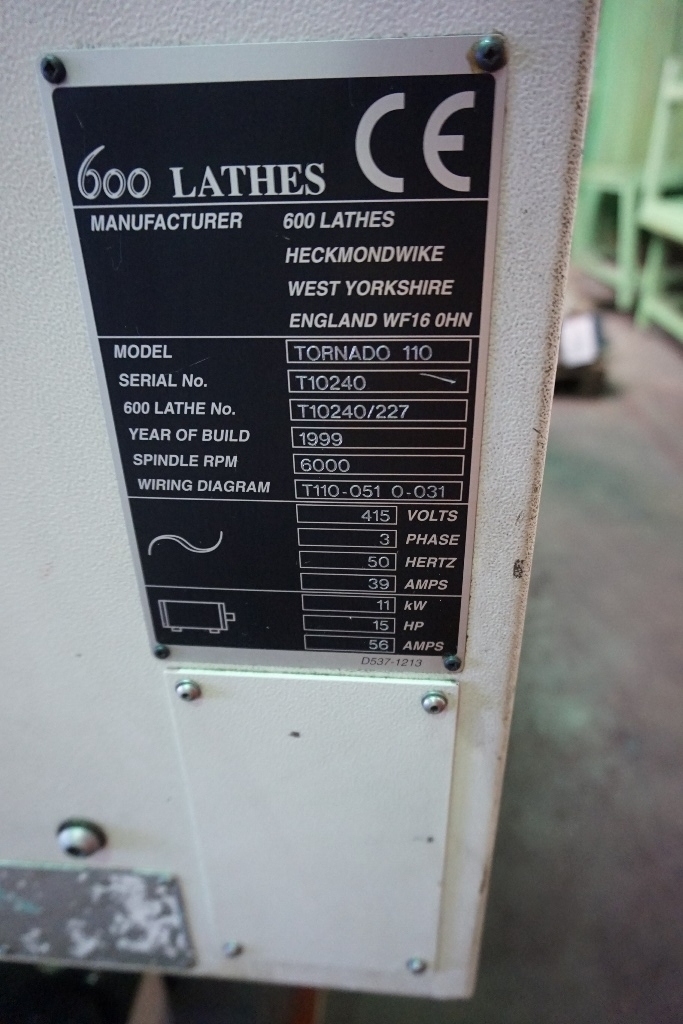 600 LATHES CE
MANUFACTURER 600 LATHES
HECKMONDWIKE
WEST YORKSHIRE
ENGLAND WF16 0HN
MODEL TORNADO 110
SERIAL No. T10240
600 LATHE No. T10240/227
YEAR OF BUILD 1999
SPINDLE RPM 6000
WIRING DIAGRAM T110-051 0-031
415 VOLTS
3 PHASE
50 HERTZ
39 AMPS
11 kW
15 HP
56 AMPS
D537-1213